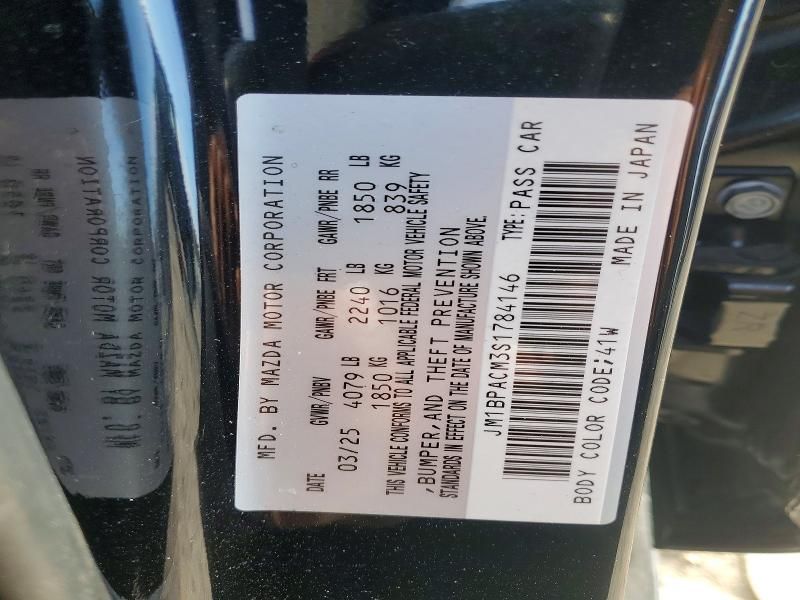 MFD. BY MAZDA MOTOR CORPORATION
DATE GVWR/PNBV GAWR/PNBE FRT GAWR/PNBE RR
03/25 4079 LB 2240 LB 1850 LB
1850 KG 1016 KG 839 KG
THIS VEHICLE CONFORMS TO ALL APPLICABLE FEDERAL MOTOR VEHICLE SAFETY
,BUMPER,AND THEFT PREVENTION
STANDARDS IN EFFECT ON THE DATE OF MANUFACTURE SHOWN ABOVE.
JM1BPACM3S1784146 TYPE:PASS CAR
BODY COLOR CODE;41W MADE IN JAPAN